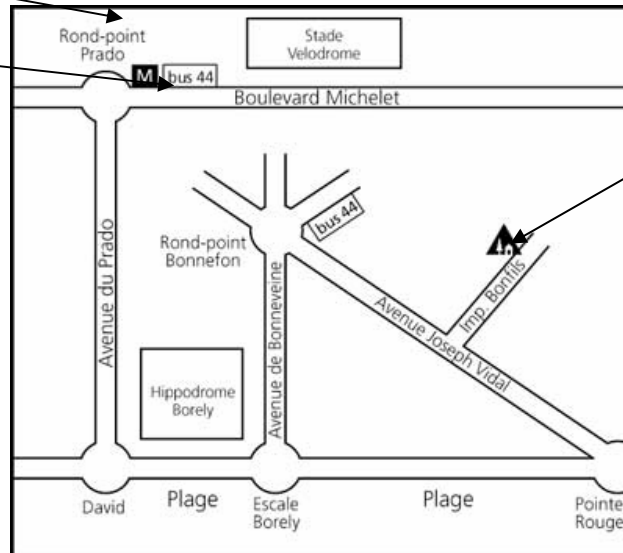 Rond-point
Prado
Stade
Velodrome
M
bus 44
Boulevard Michelet
bus 44
Rond-point
Bonnefon
Avenue du Prado
Avenue de Bonneveine
Avenue Joseph Vidal
Imp. Bonfils
Hippodrome
Borely
David
Plage
Escale
Borely
Plage
Pointe
Rouge